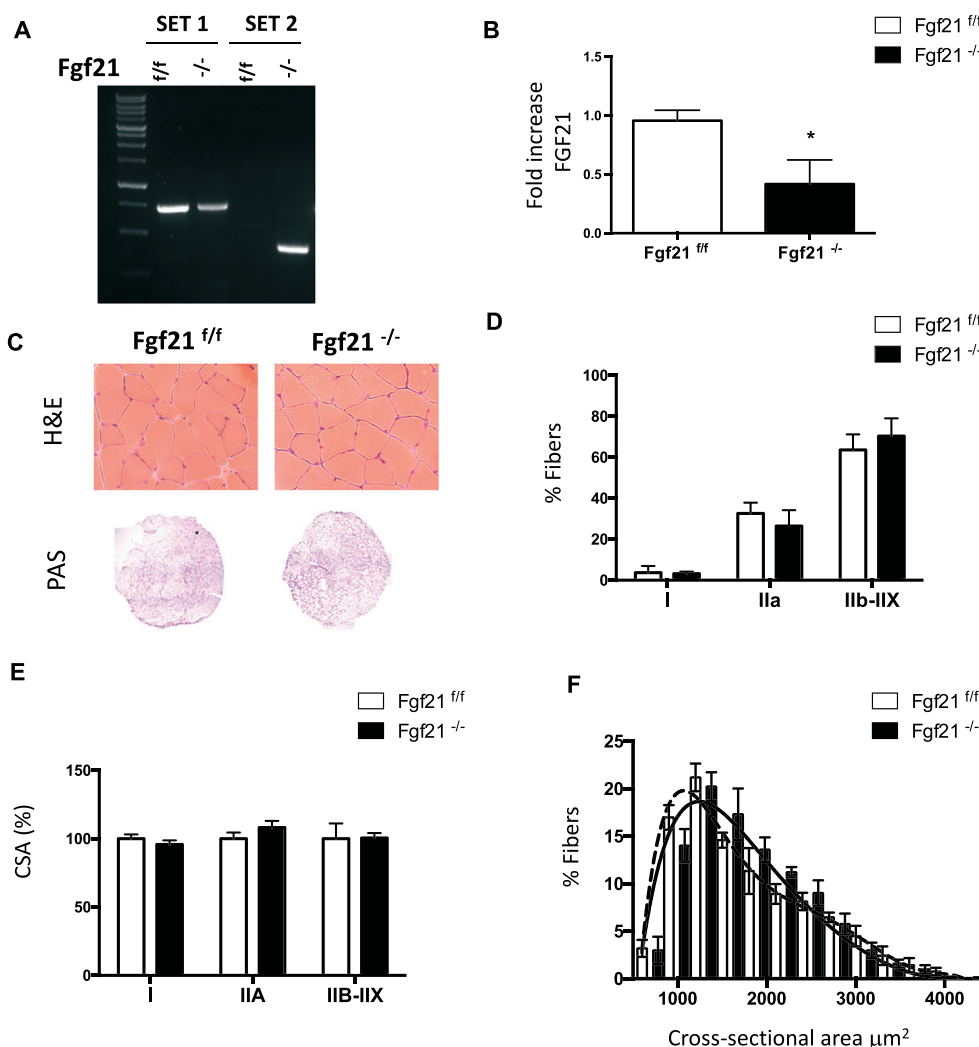 A
SET 1 SET 2
Fgf21 f/f -/- f/f -/-
B
Fgf21 f/f
Fgf21 -/-
Fold increase
FGF21
1.5
1.0
0.5
0.0
*
Fgf21 f/f Fgf21 -/-
C
Fgf21 f/f Fgf21 -/-
H&E
PAS
D
Fgf21 f/f
Fgf21 -/-
% Fibers
100
80
60
40
20
0
I IIa IIb-IIX
E
Fgf21 f/f
Fgf21 -/-
CSA (%)
150
100
50
0
I IIA IIB-IIX
F
Fgf21 f/f
Fgf21 -/-
% Fibers
25
20
15
10
5
0
1000 2000 3000 4000
Cross-sectional area µm²